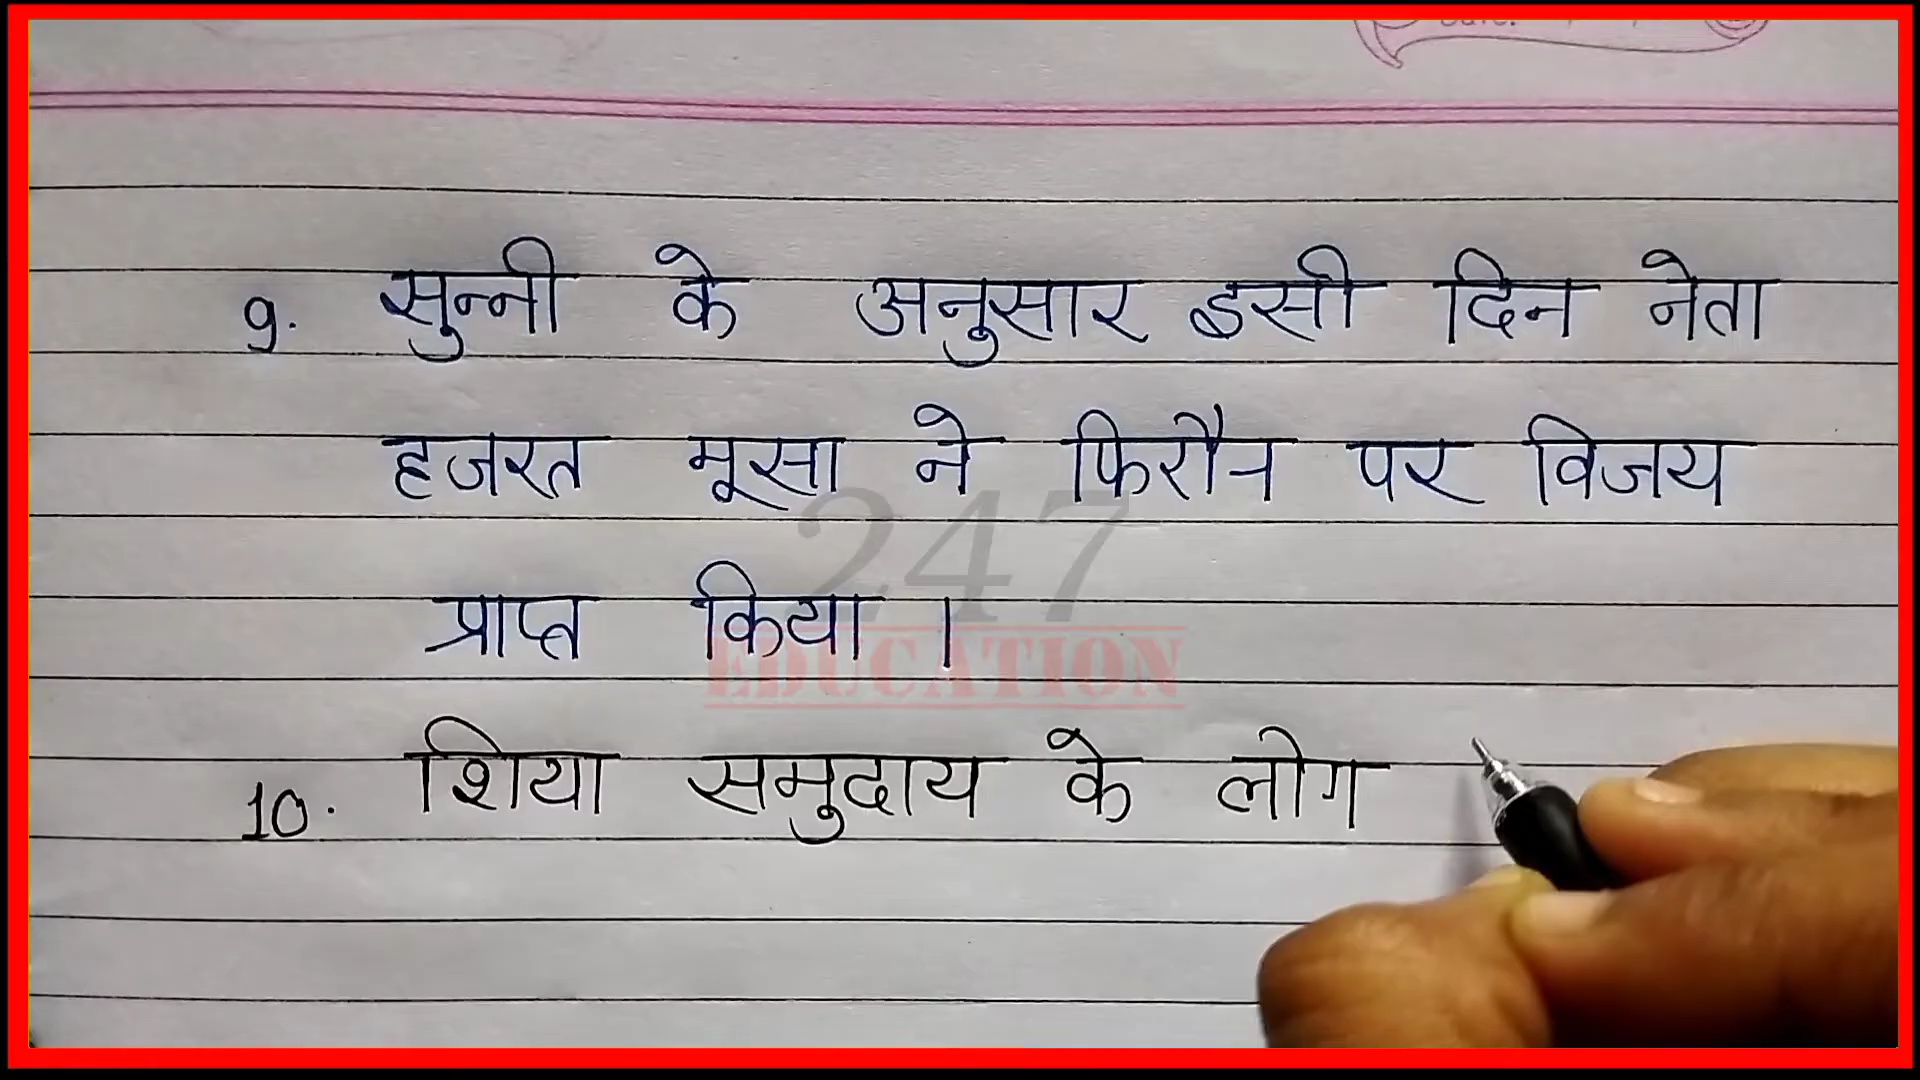 9. सुन्नी के अनुसार इसी दिन नेता
हजरत मूसा ने फिरौन पर विजय
प्राप्त किया ।
10. शिया समुदाय के लोग
247
EDUCATION